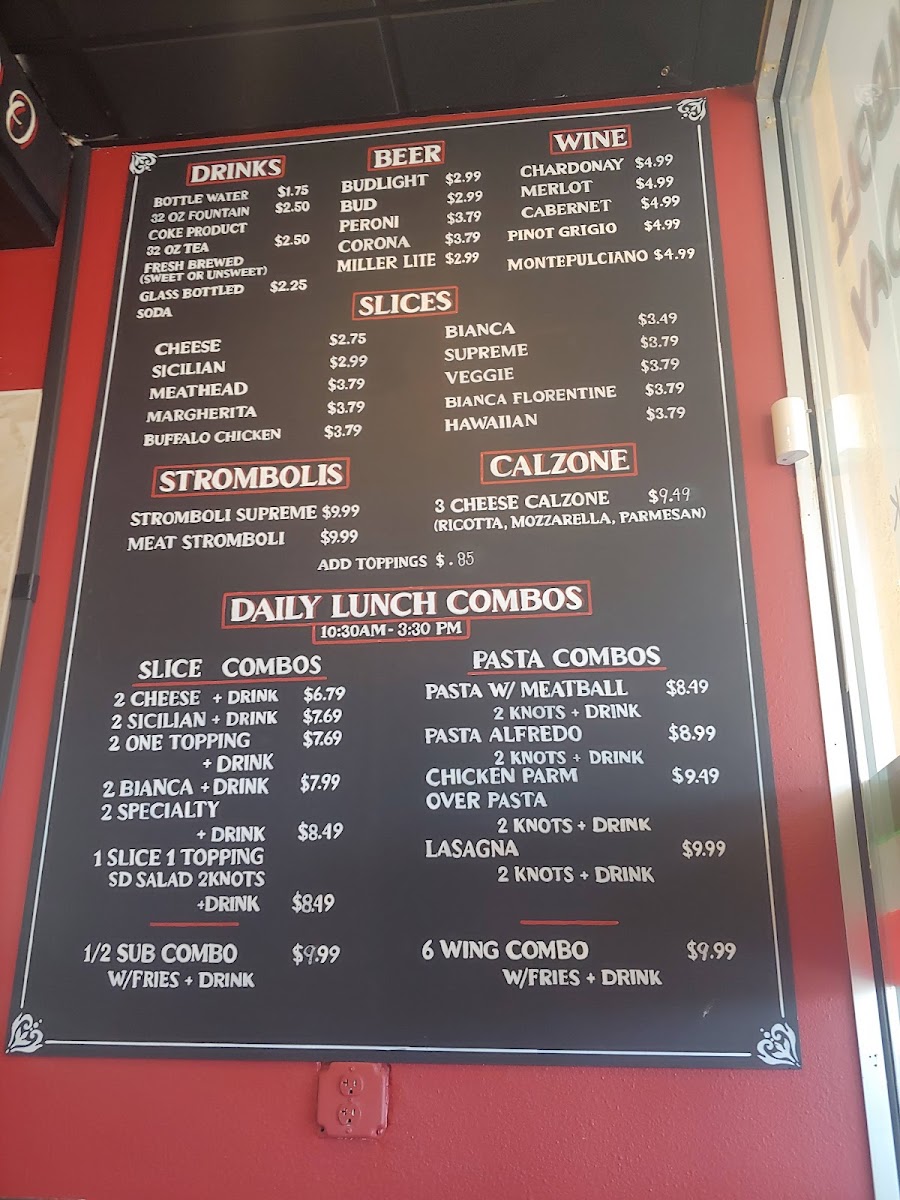 DRINKS
BOTTLE WATER $1.75
32 OZ FOUNTAIN $2.50
COKE PRODUCT
32 OZ TEA $2.50
FRESH BREWED
(SWEET OR UNSWEET)
GLASS BOTTLED $2.25
SODA
BEER
BUDLIGHT $2.99
BUD $2.99
PERONI $3.79
CORONA $3.79
MILLER LITE $2.99
WINE
CHARDONAY $4.99
MERLOT $4.99
CABERNET $4.99
PINOT GRIGIO $4.99
MONTEPULCIANO $4.99
SLICES
CHEESE $2.75
SICILIAN $2.99
MEATHEAD $3.79
MARGHERITA $3.79
BUFFALO CHICKEN $3.79
BIANCA $3.49
SUPREME $3.79
VEGGIE $3.79
BIANCA FLORENTINE $3.79
HAWAIIAN $3.79
STROMBOLIS
STROMBOLI SUPREME $9.99
MEAT STROMBOLI $9.99
CALZONE
3 CHEESE CALZONE $9.49
(RICOTTA, MOZZARELLA, PARMESAN)
ADD TOPPINGS $.85
DAILY LUNCH COMBOS
10:30AM - 3:30 PM
SLICE COMBOS
2 CHEESE + DRINK $6.79
2 SICILIAN + DRINK $7.69
2 ONE TOPPING $7.69
+ DRINK
2 BIANCA + DRINK $7.99
2 SPECIALTY
+ DRINK $8.49
1 SLICE 1 TOPPING
SD SALAD 2KNOTS
+DRINK $8.49
1/2 SUB COMBO $9.99
W/FRIES + DRINK
PASTA COMBOS
PASTA W/ MEATBALL $8.49
2 KNOTS + DRINK
PASTA ALFREDO $8.99
2 KNOTS + DRINK
CHICKEN PARM $9.49
OVER PASTA
2 KNOTS + DRINK
LASAGNA $9.99
2 KNOTS + DRINK
6 WING COMBO $9.99
W/FRIES + DRINK